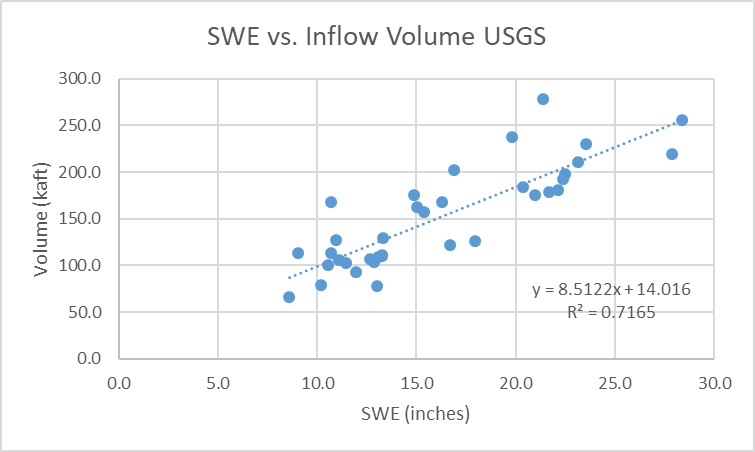 SWE vs. Inflow Volume USGS
300.0
250.0
200.0
150.0
100.0
50.0
0.0
Volume (kaft)
y = 8.5122x + 14.016
R² = 0.7165
0.0 5.0 10.0 15.0 20.0 25.0 30.0
SWE (inches)